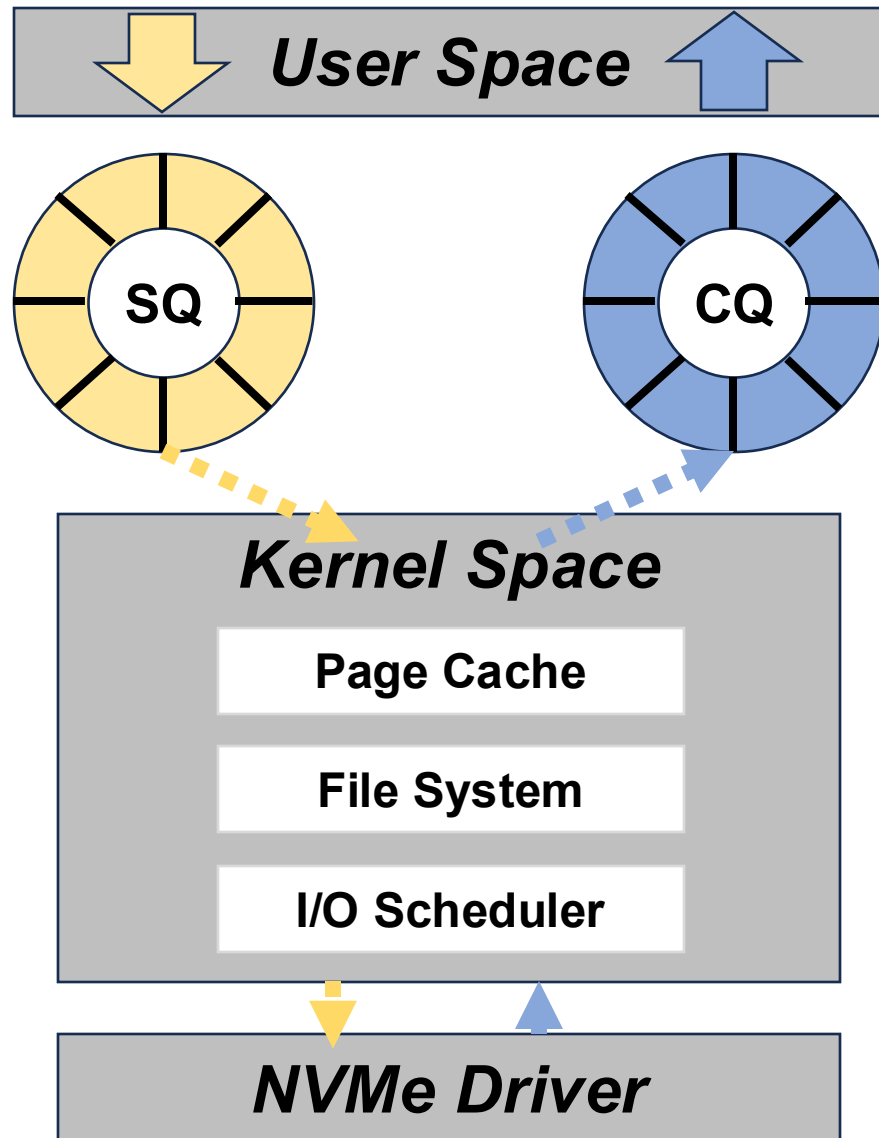 User Space
SQ
CQ
Kernel Space
Page Cache
File System
I/O Scheduler
NVMe Driver